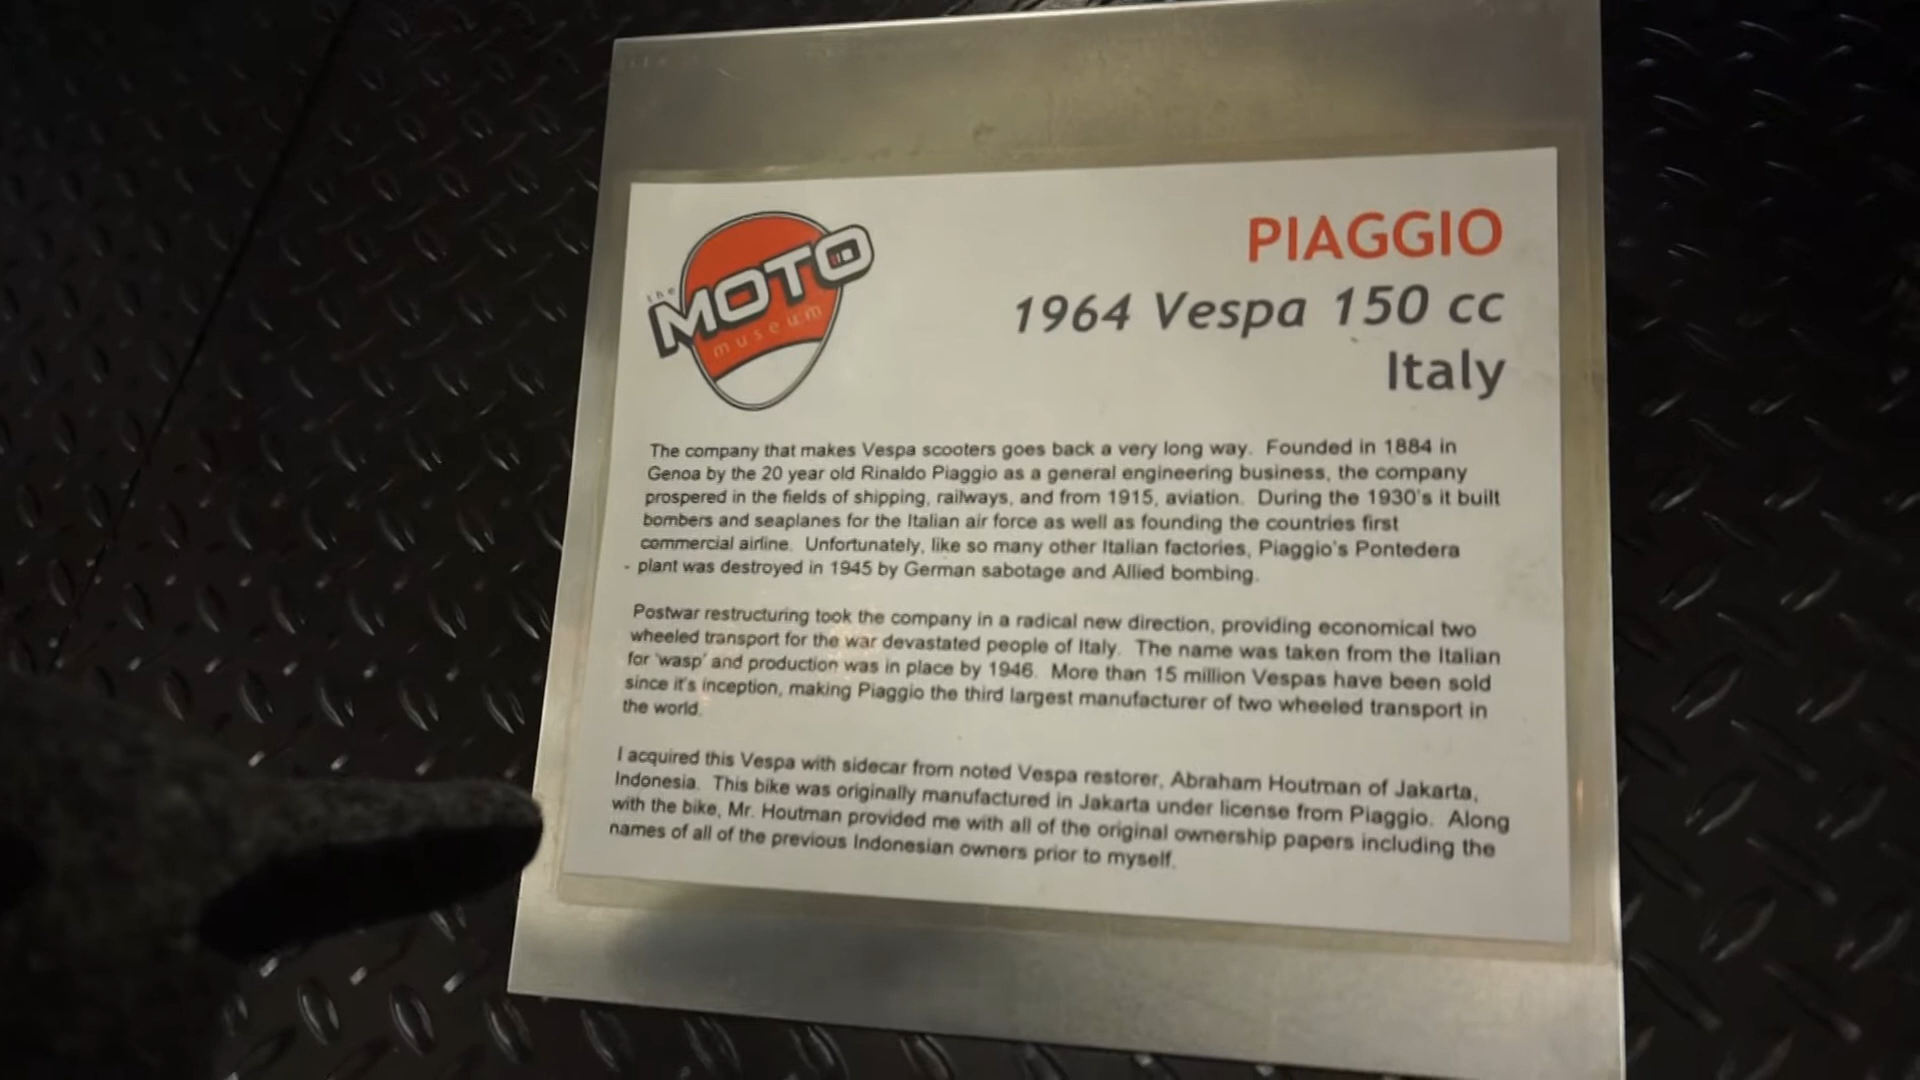 the
MOTO
museum
PIAGGIO
1964 Vespa 150 cc
Italy
The company that makes Vespa scooters goes back a very long way. Founded in 1884 in
Genoa by the 20 year old Rinaldo Piaggio as a general engineering business, the company
prospered in the fields of shipping, railways, and from 1915, aviation. During the 1930's it built
bombers and seaplanes for the Italian air force as well as founding the countries first
commercial airline. Unfortunately, like so many other Italian factories, Piaggio's Pontedera
- plant was destroyed in 1945 by German sabotage and Allied bombing.
Postwar restructuring took the company in a radical new direction, providing economical two
wheeled transport for the war devastated people of Italy. The name was taken from the Italian
for 'wasp' and production was in place by 1946. More than 15 million Vespas have been sold
since it's inception, making Piaggio the third largest manufacturer of two wheeled transport in
the world.
I acquired this Vespa with sidecar from noted Vespa restorer, Abraham Houtman of Jakarta,
Indonesia. This bike was originally manufactured in Jakarta under license from Piaggio. Along
with the bike, Mr. Houtman provided me with all of the original ownership papers including the
names of all of the previous Indonesian owners prior to myself.